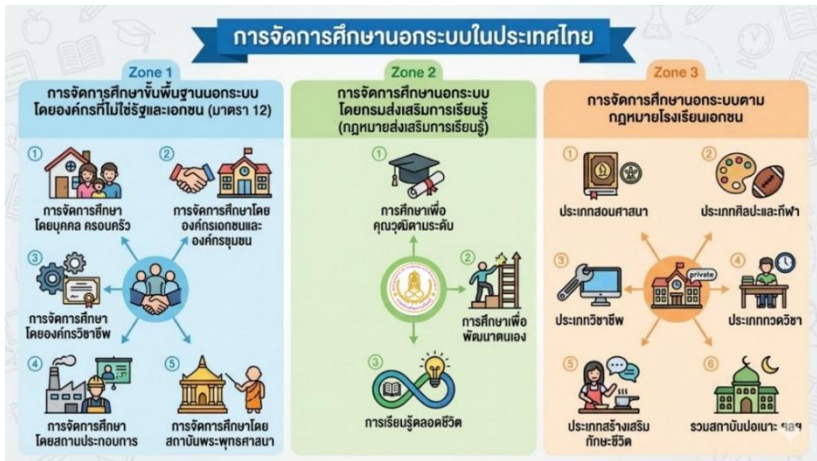 การจัดการศึกษานอกระบบในประเทศไทย
Zone 1
การจัดการศึกษาขั้นพื้นฐานนอกระบบ
โดยองค์กรที่ไม่ใช่รัฐและเอกชน (มาตรา 12)
1
การจัดการศึกษา
โดยบุคคล ครอบครัว
2
การจัดการศึกษาโดย
องค์กรเอกชนและ
องค์กรชุมชน
3
การจัดการศึกษา
โดยองค์กรวิชาชีพ
4
การจัดการศึกษา
โดยสถานประกอบการ
5
การจัดการศึกษาโดย
สถาบันพระพุทธศาสนา
Zone 2
การจัดการศึกษานอกระบบ
โดยกรมส่งเสริมการเรียนรู้
(กฎหมายส่งเสริมการเรียนรู้)
1
การศึกษาเพื่อ
คุณวุฒิตามระดับ
2
การศึกษาเพื่อ
พัฒนาตนเอง
3
การเรียนรู้ตลอดชีวิต
Zone 3
การจัดการศึกษานอกระบบตาม
กฎหมายโรงเรียนเอกชน
1
ประเภทสอนศาสนา
2
ประเภทศิลปะและกีฬา
3
ประเภทวิชาชีพ
private
4
ประเภทกวดวิชา
5
ประเภทสร้างเสริม
ทักษะชีวิต
6
รวมสถาบันปอเนาะ ฯลฯ